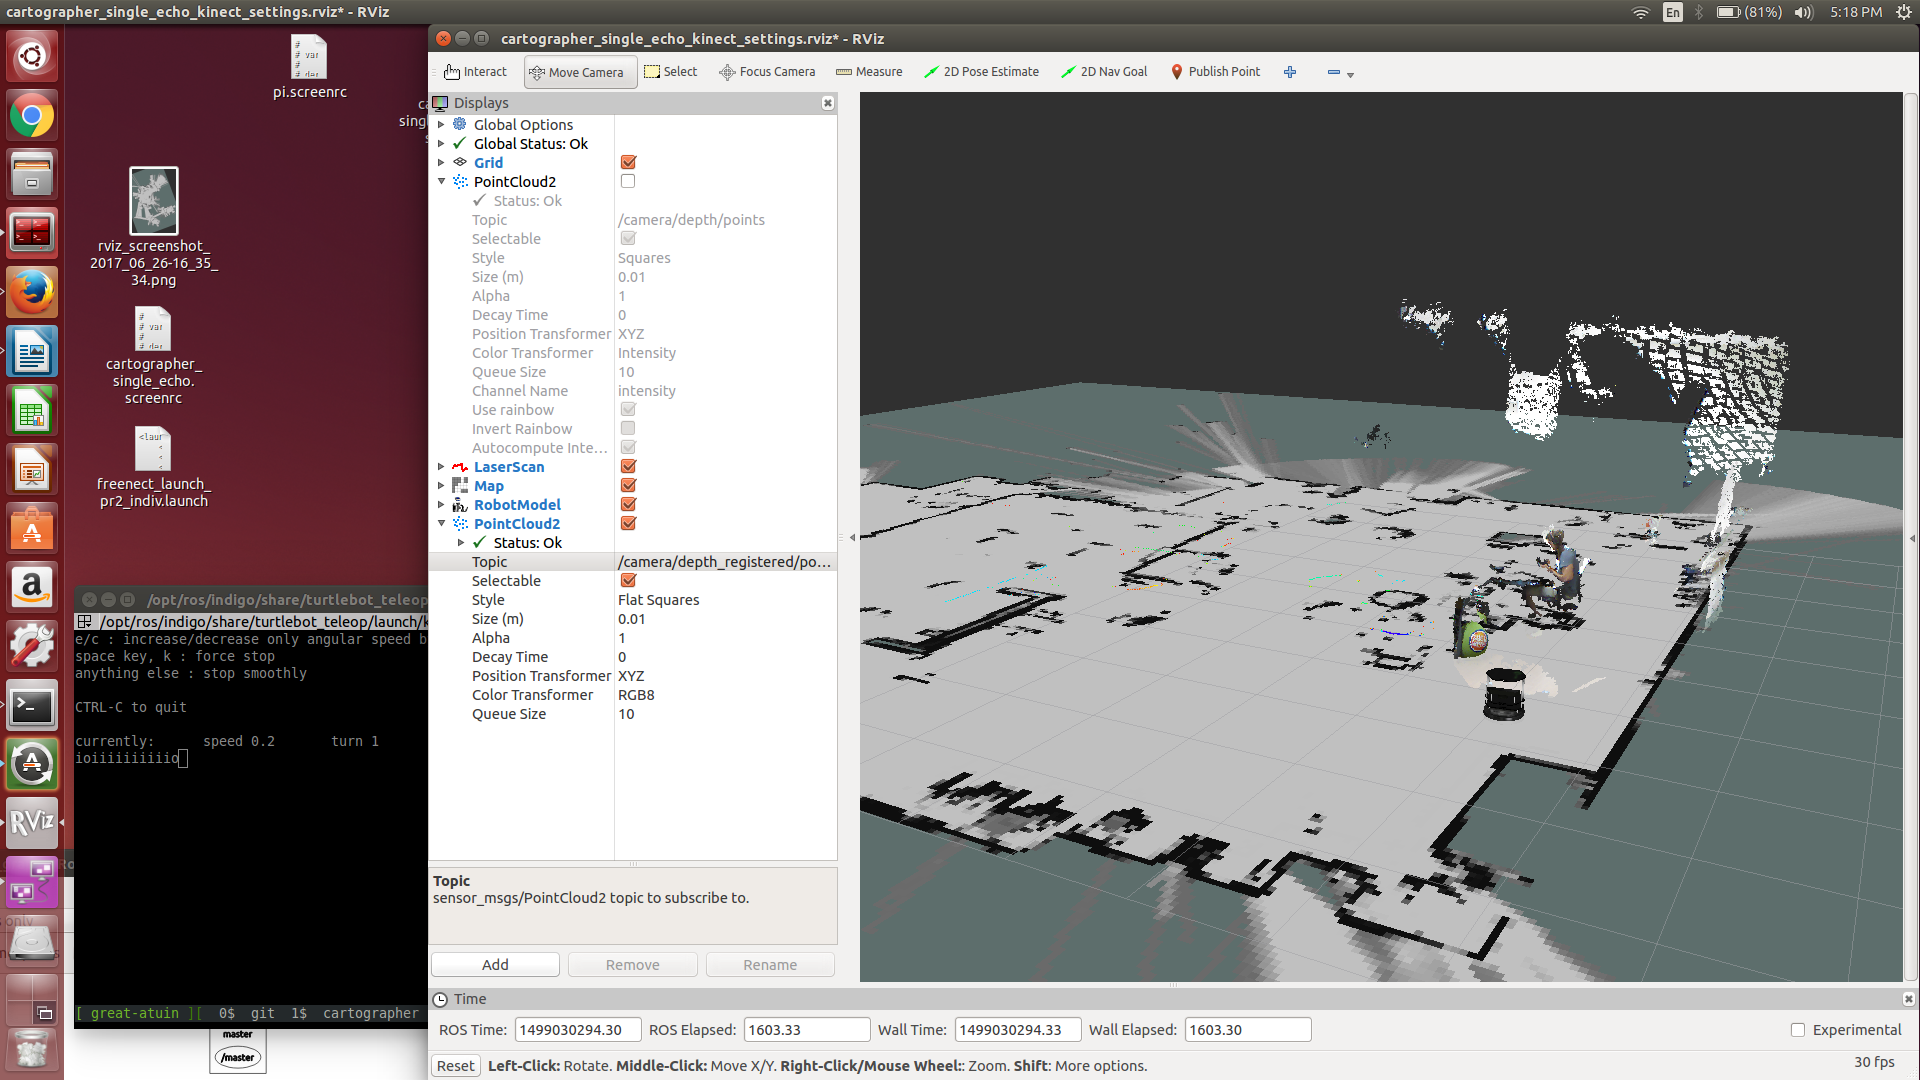 cartographer_single_echo_kinect_settings.rviz* - RViz
En
(81%)
5:18 PM
pi.screenrc
rviz_screenshot_
2017_06_26-16_35_
34.png
cartographer_
single_echo.
screenrc
freenect_launch_
pr2_indiv.launch
/opt/ros/indigo/share/turtlebot_teleop
/opt/ros/indigo/share/turtlebot_teleop/launch/k
e/c : increase/decrease only angular speed b
space key, k : force stop
anything else : stop smoothly
CTRL-C to quit
currently: speed 0.2 turn 1
ioiiiiiiiiiio
[ great-atuin ][ 0$ git 1$ cartographer
master
/master
cartographer_single_echo_kinect_settings.rviz* - RViz
Interact Move Camera Select Focus Camera Measure 2D Pose Estimate 2D Nav Goal Publish Point
Displays
Global Options
Global Status: Ok
Grid
PointCloud2
Status: Ok
Topic /camera/depth/points
Selectable
Style Squares
Size (m) 0.01
Alpha 1
Decay Time 0
Position Transformer XYZ
Color Transformer Intensity
Queue Size 10
Channel Name intensity
Use rainbow
Invert Rainbow
Autocompute Inte...
LaserScan
Map
RobotModel
PointCloud2
Status: Ok
Topic /camera/depth_registered/po...
Selectable
Style Flat Squares
Size (m) 0.01
Alpha 1
Decay Time 0
Position Transformer XYZ
Color Transformer RGB8
Queue Size 10
Topic
sensor_msgs/PointCloud2 topic to subscribe to.
Add Remove Rename
Time
ROS Time: 1499030294.30 ROS Elapsed: 1603.33 Wall Time: 1499030294.33 Wall Elapsed: 1603.30 Experimental
Reset Left-Click: Rotate. Middle-Click: Move X/Y. Right-Click/Mouse Wheel:: Zoom. Shift: More options. 30 fps
RViz